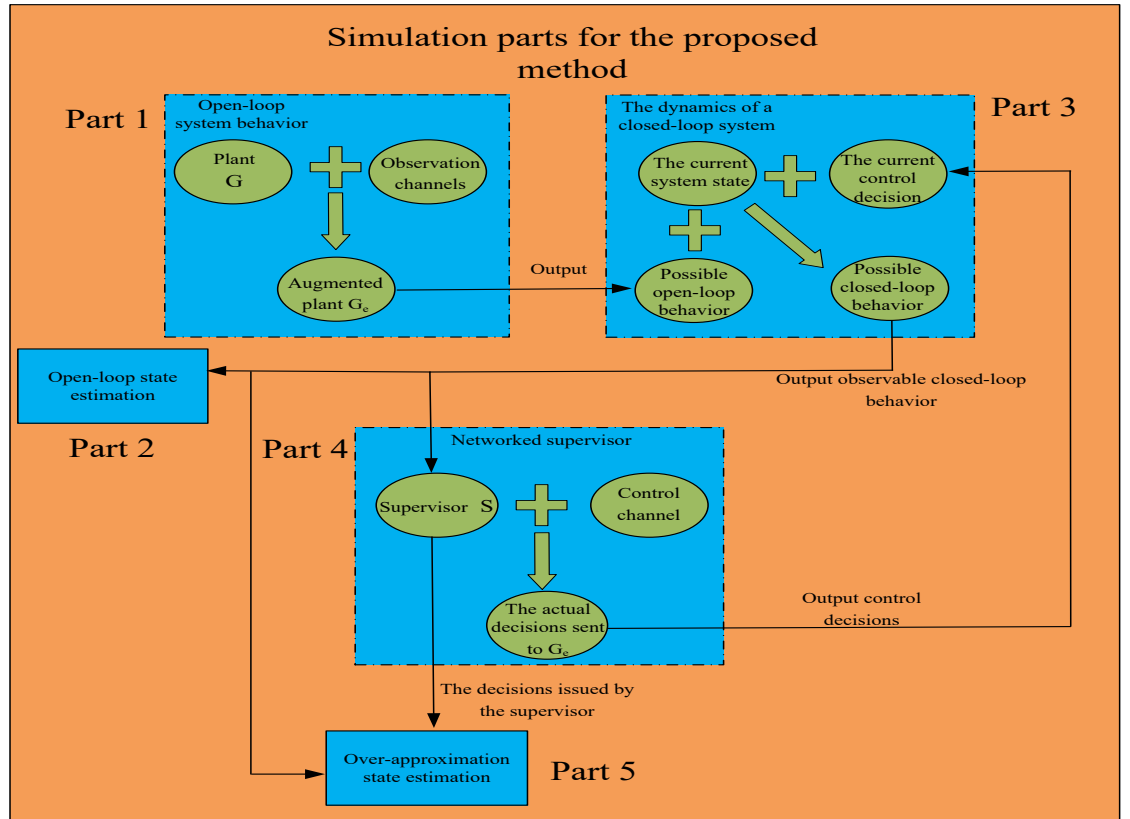 Simulation parts for the proposed
method
Part 1
Open-loop
system behavior
Plant
G
Observation
channels
Augmented
plant Gₑ
Output
Part 3
The dynamics of a
closed-loop system
The current
system state
The current
control
decision
Possible
open-loop
behavior
Possible
closed-loop
behavior
Open-loop state
estimation
Part 2
Output observable closed-loop
behavior
Part 4
Networked supervisor
Supervisor S
Control
channel
The actual
decisions sent
to Gₑ
Output control
decisions
The decisions issued by
the supervisor
Over-approximation
state estimation
Part 5